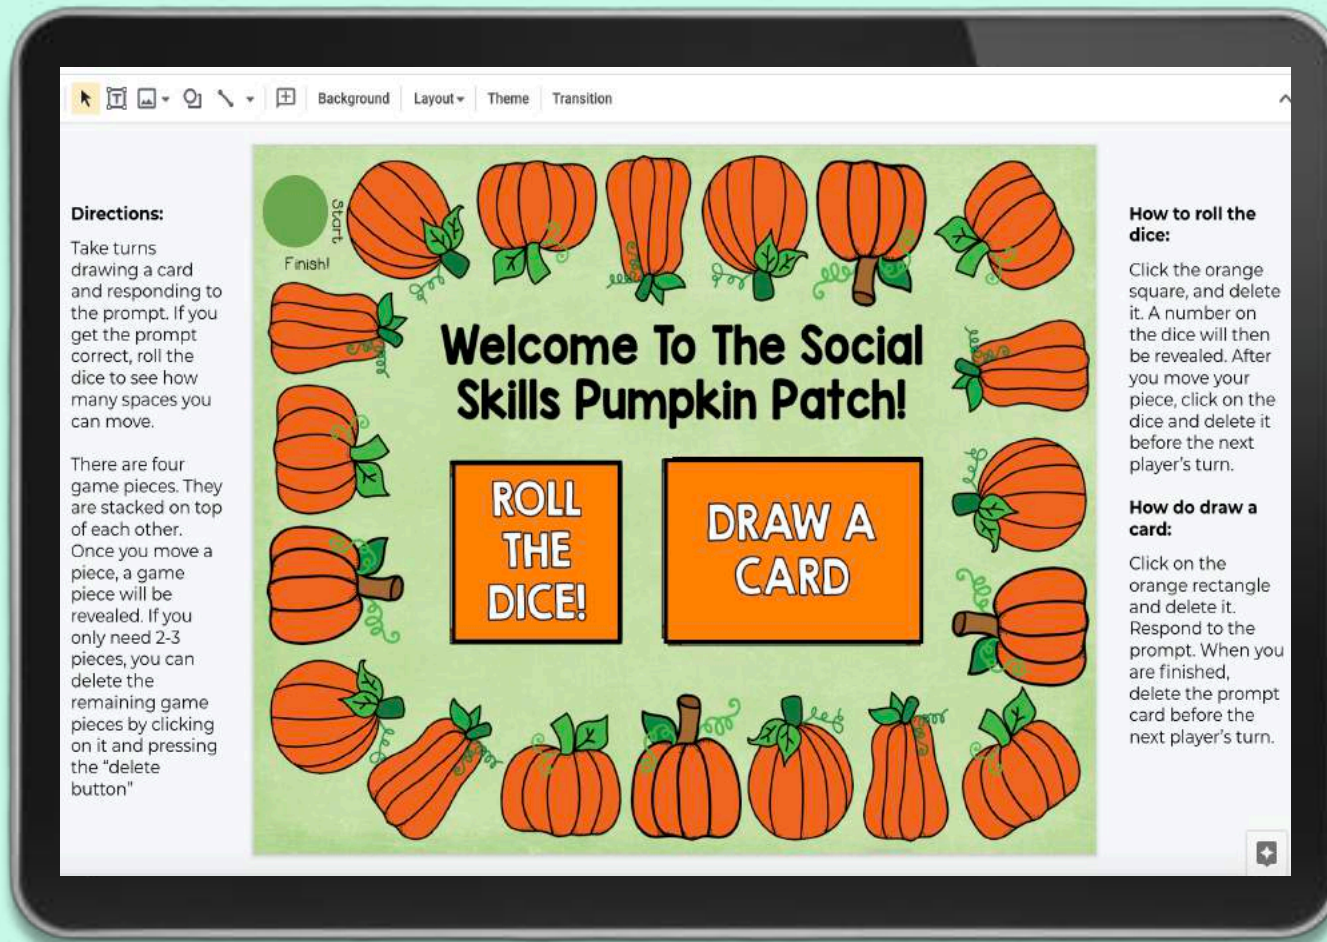 Background Layout Theme Transition
Directions:
Take turns
drawing a card
and responding to
the prompt. If you
get the prompt
correct, roll the
dice to see how
many spaces you
can move.
There are four
game pieces. They
are stacked on top
of each other.
Once you move a
piece, a game
piece will be
revealed. If you
only need 2-3
pieces, you can
delete the
remaining game
pieces by clicking
on it and pressing
the “delete
button”
Start
Finish!
Welcome To The Social
Skills Pumpkin Patch!
ROLL
THE
DICE!
DRAW A
CARD
How to roll the
dice:
Click the orange
square, and delete
it. A number on
the dice will then
be revealed. After
you move your
piece, click on the
dice and delete it
before the next
player's turn.
How do draw a
card:
Click on the
orange rectangle
and delete it.
Respond to the
prompt. When you
are finished,
delete the prompt
card before the
next player's turn.